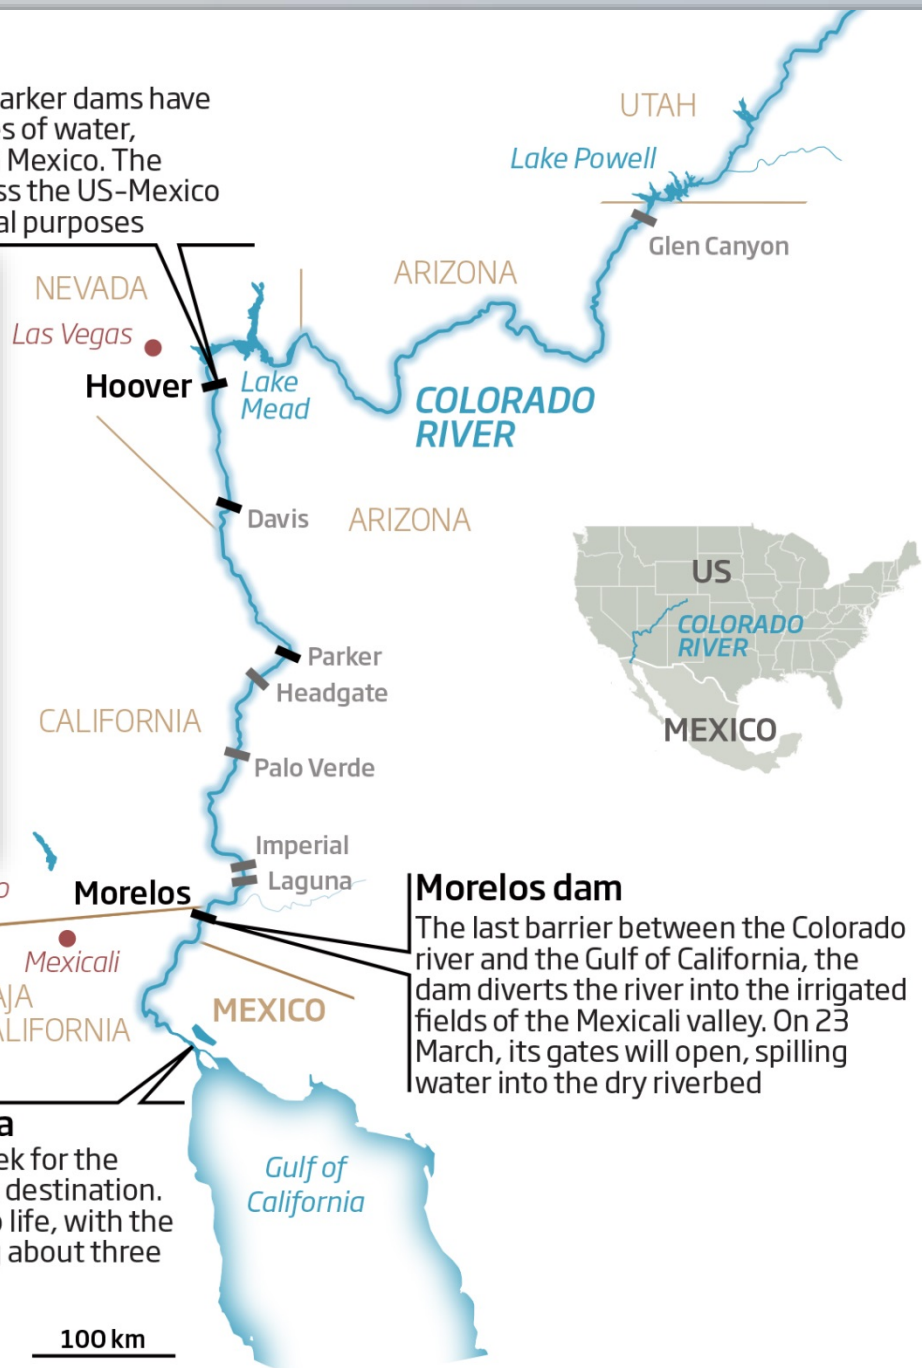 arker dams have
s of water,
Mexico. The
ss the US–Mexico
al purposes
UTAH
Lake Powell
Glen Canyon
NEVADA
ARIZONA
Las Vegas
Hoover
Lake
Mead
COLORADO
RIVER
Davis
ARIZONA
US
COLORADO
RIVER
MEXICO
Parker
Headgate
CALIFORNIA
Palo Verde
Imperial
Laguna
Morelos
o
Mexicali
AJA
ALIFORNIA
MEXICO
Morelos dam
The last barrier between the Colorado
river and the Gulf of California, the
dam diverts the river into the irrigated
fields of the Mexicali valley. On 23
March, its gates will open, spilling
water into the dry riverbed
a
ek for the
destination.
o life, with the
about three
Gulf of
California
100 km